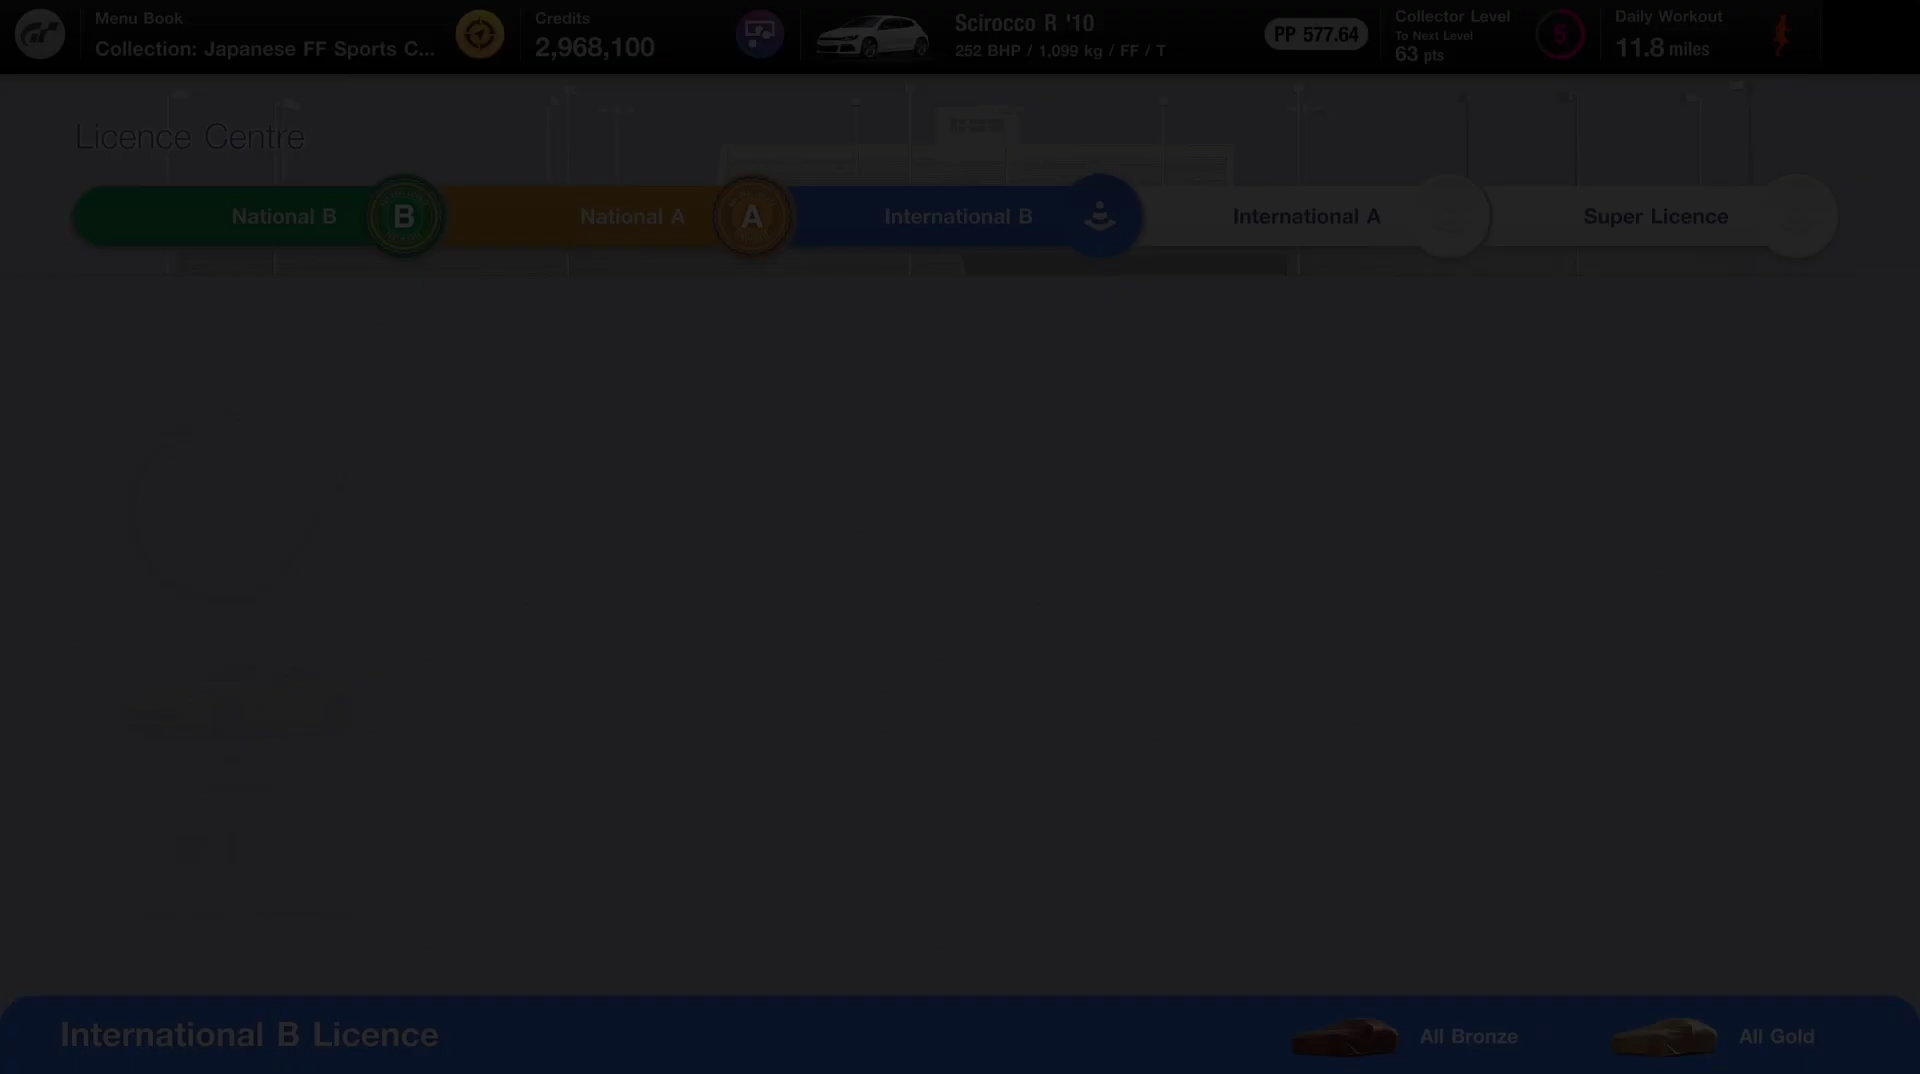 Menu Book
Collection: Japanese FF Sports C...
Credits
2,968,100
Scirocco R '10
252 BHP / 1,099 kg / FF / T
PP 577.64
Collector Level
To Next Level
63 pts
5
Daily Workout
11.8 miles
Licence Centre
National B
B
National A
A
International B
International A
Super Licence
International B Licence
All Bronze
All Gold